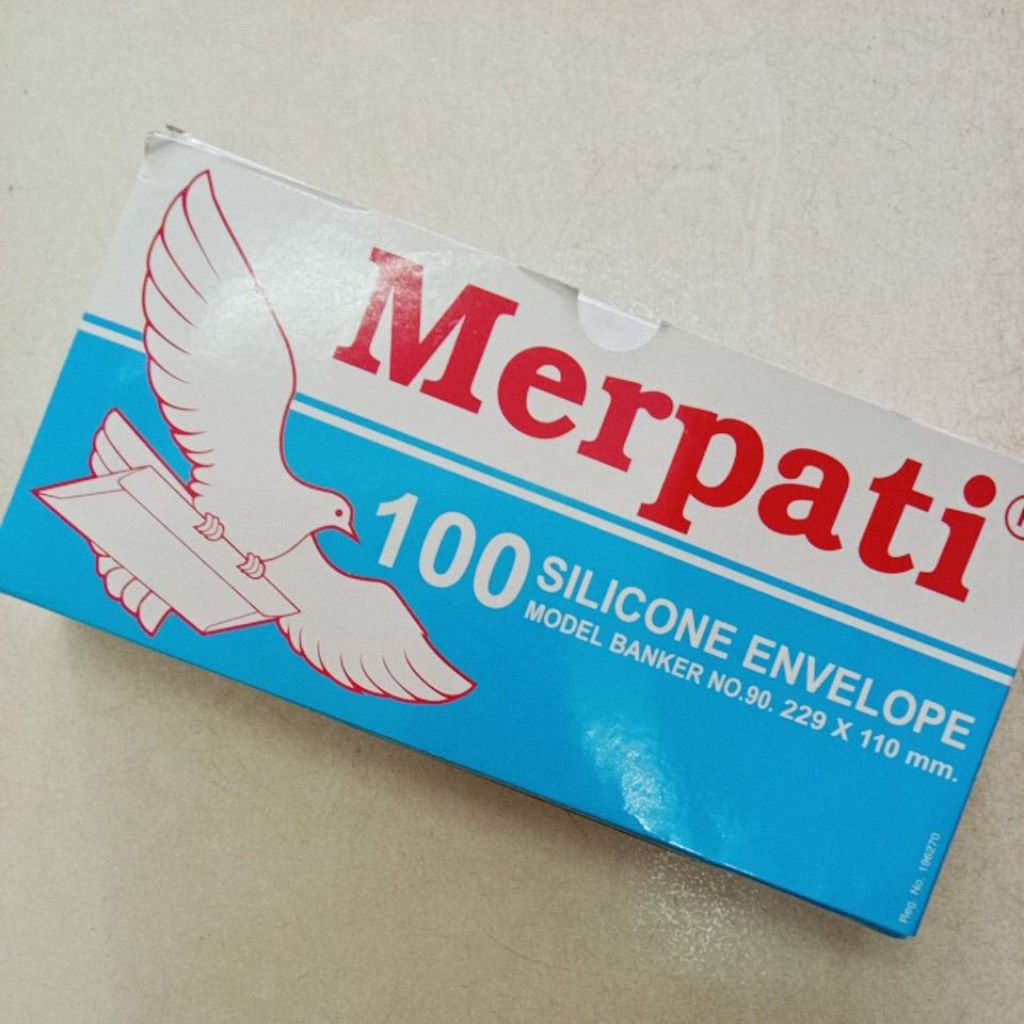 Merpati®
100 SILICONE ENVELOPE
MODEL BANKER NO.90. 229 X 110 mm.
Reg. No. 196270